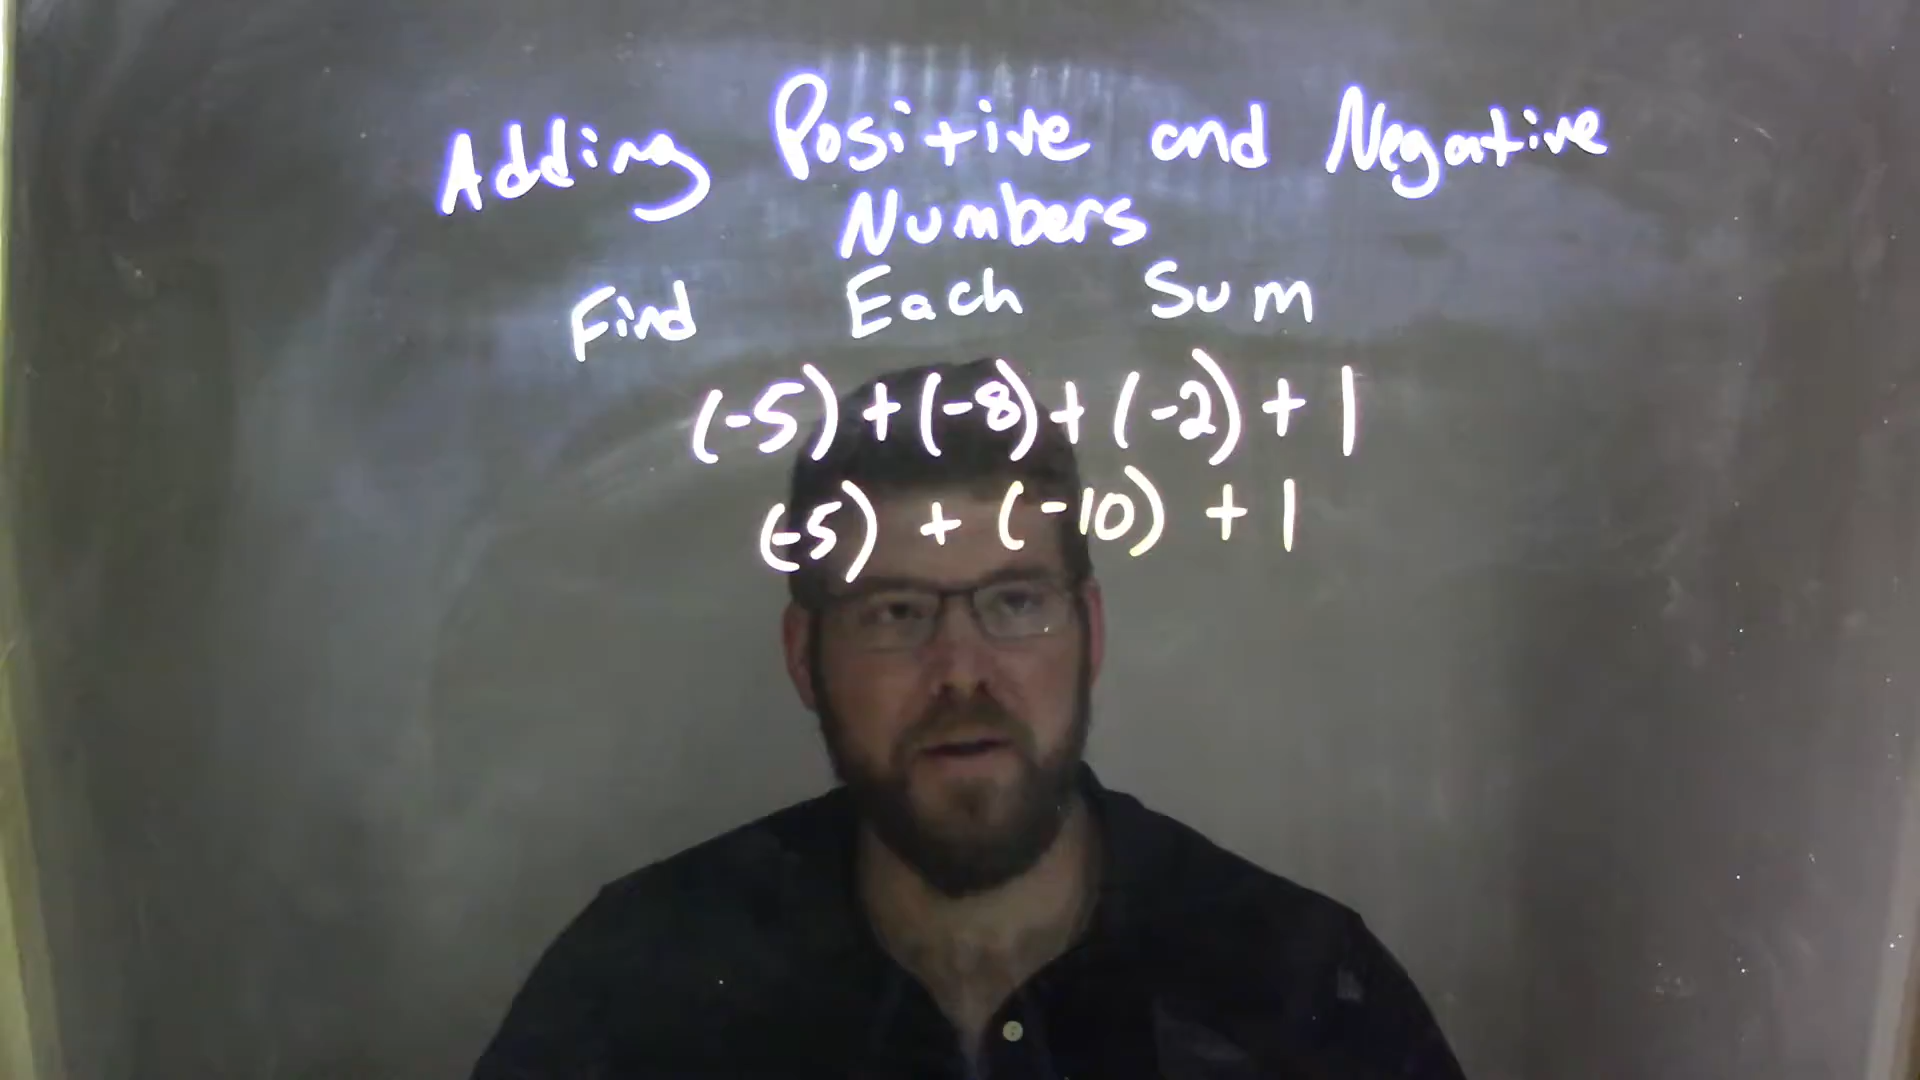 Adding Positive and Negative
Numbers
Find Each Sum
(-5) + (-8) + (-2) + 1
(-5) + (-10) + 1